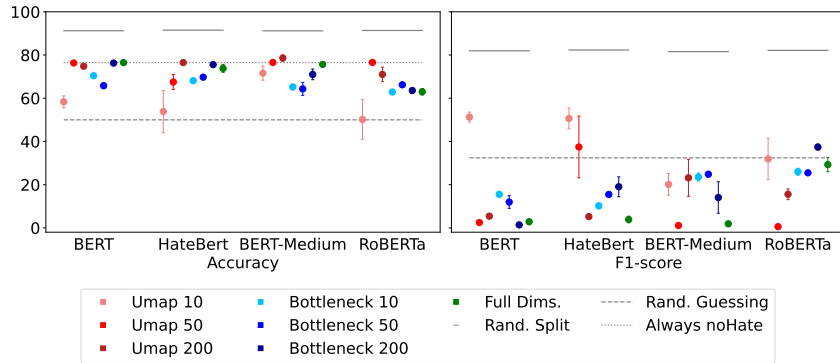 100
80
60
40
20
0
BERT HateBert BERT-Medium RoBERTa
Accuracy
BERT HateBert BERT-Medium RoBERTa
F1-score
Umap 10 Bottleneck 10 Full Dims. Rand. Guessing
Umap 50 Bottleneck 50 Rand. Split Always noHate
Umap 200 Bottleneck 200